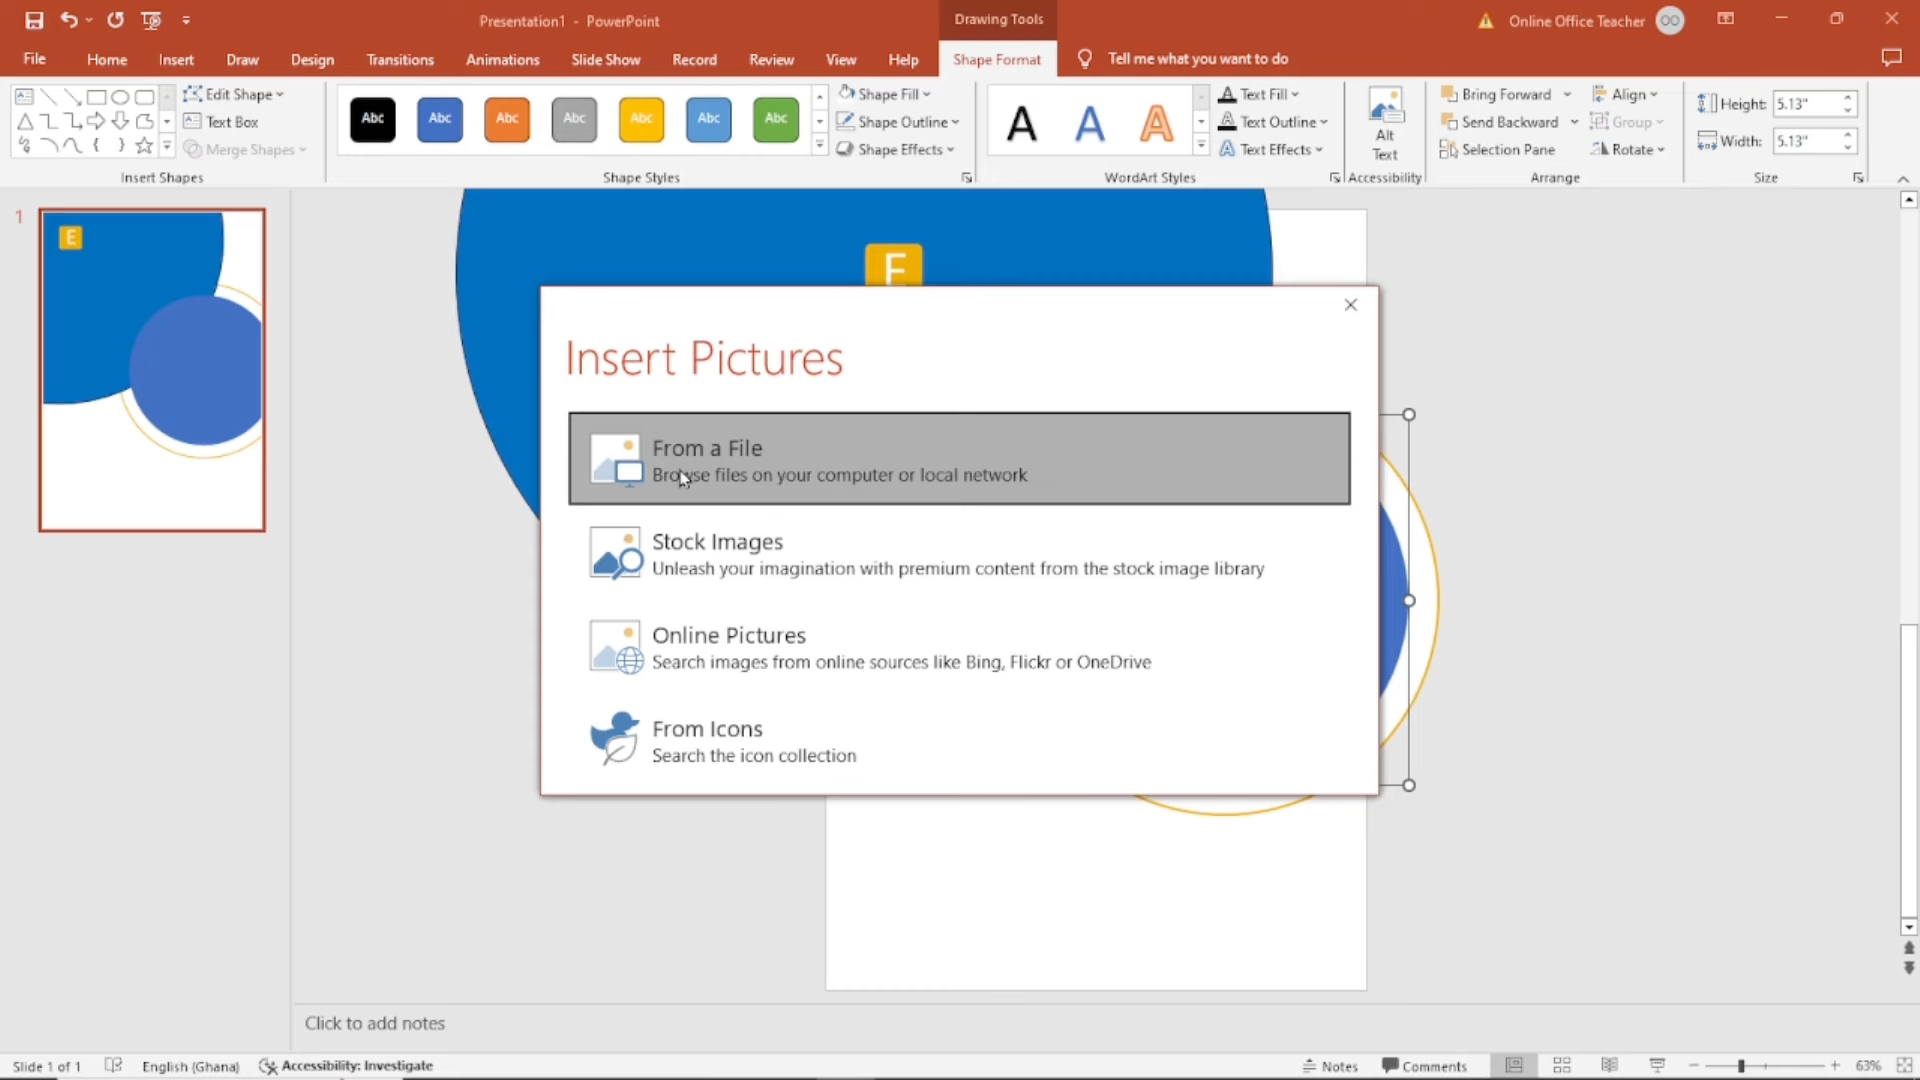 Presentation1 - PowerPoint
Drawing Tools
Online Office Teacher
OO
File
Home
Insert
Draw
Design
Transitions
Animations
Slide Show
Record
Review
View
Help
Shape Format
Tell me what you want to do
Edit Shape
Text Box
Merge Shapes
Insert Shapes
Abc
Abc
Abc
Abc
Abc
Abc
Abc
Shape Fill
Shape Outline
Shape Effects
Shape Styles
A
A
A
Text Fill
Text Outline
Text Effects
WordArt Styles
Alt
Text
Accessibility
Bring Forward
Send Backward
Selection Pane
Align
Group
Rotate
Arrange
Height: 5.13"
Width: 5.13"
Size
1
E
E
Insert Pictures
From a File
Browse files on your computer or local network
Stock Images
Unleash your imagination with premium content from the stock image library
Online Pictures
Search images from online sources like Bing, Flickr or OneDrive
From Icons
Search the icon collection
Click to add notes
Slide 1 of 1
English (Ghana)
Accessibility: Investigate
Notes
Comments
63%